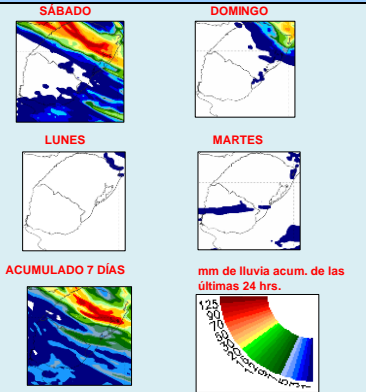 SÁBADO
DOMINGO
LUNES
MARTES
ACUMULADO 7 DÍAS
mm de lluvia acum. de las
últimas 24 hrs.
125
90
70